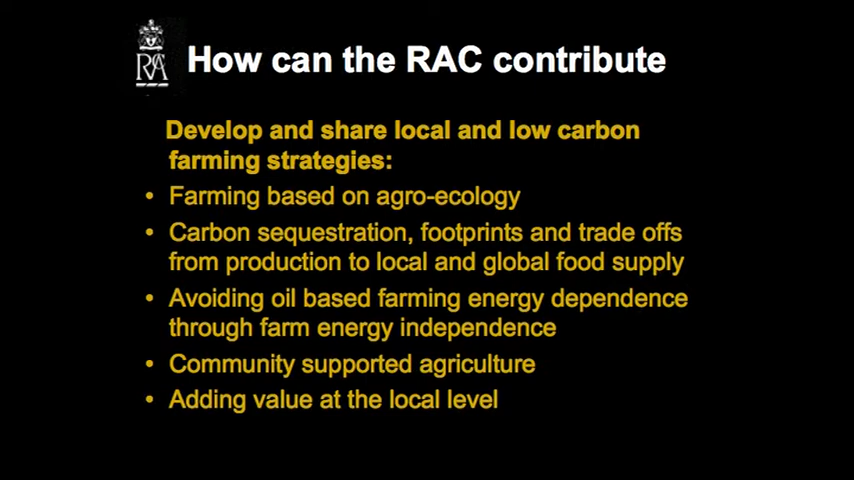 RAC
How can the RAC contribute
Develop and share local and low carbon
farming strategies:
• Farming based on agro-ecology
• Carbon sequestration, footprints and trade offs
from production to local and global food supply
• Avoiding oil based farming energy dependence
through farm energy independence
• Community supported agriculture
• Adding value at the local level